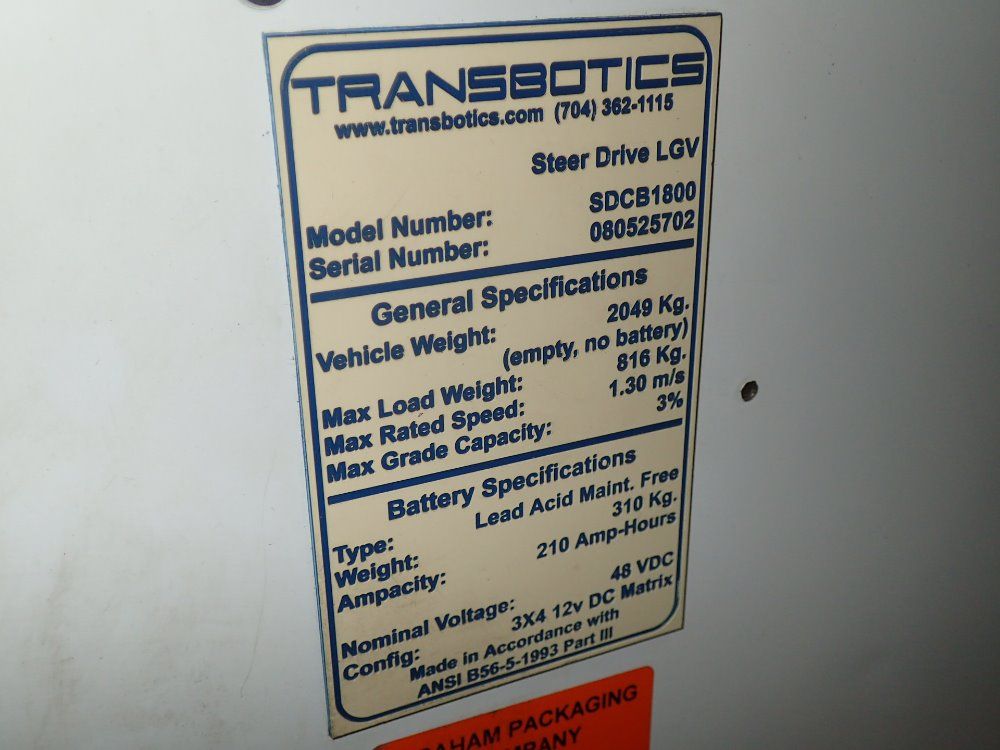 TRANSBOTICS
www.transbotics.com (704) 362-1115
Steer Drive LGV
Model Number: SDCB1800
Serial Number: 080525702
General Specifications
Vehicle Weight: 2049 Kg.
(empty, no battery)
Max Load Weight: 816 Kg.
Max Rated Speed: 1.30 m/s
Max Grade Capacity: 3%
Battery Specifications
Type: Lead Acid Maint. Free
Weight: 310 Kg.
Ampacity: 210 Amp-Hours
Nominal Voltage: 48 VDC
Config: 3X4 12v DC Matrix
Made in Accordance with
ANSI B56-5-1993 Part III
PACKAGING